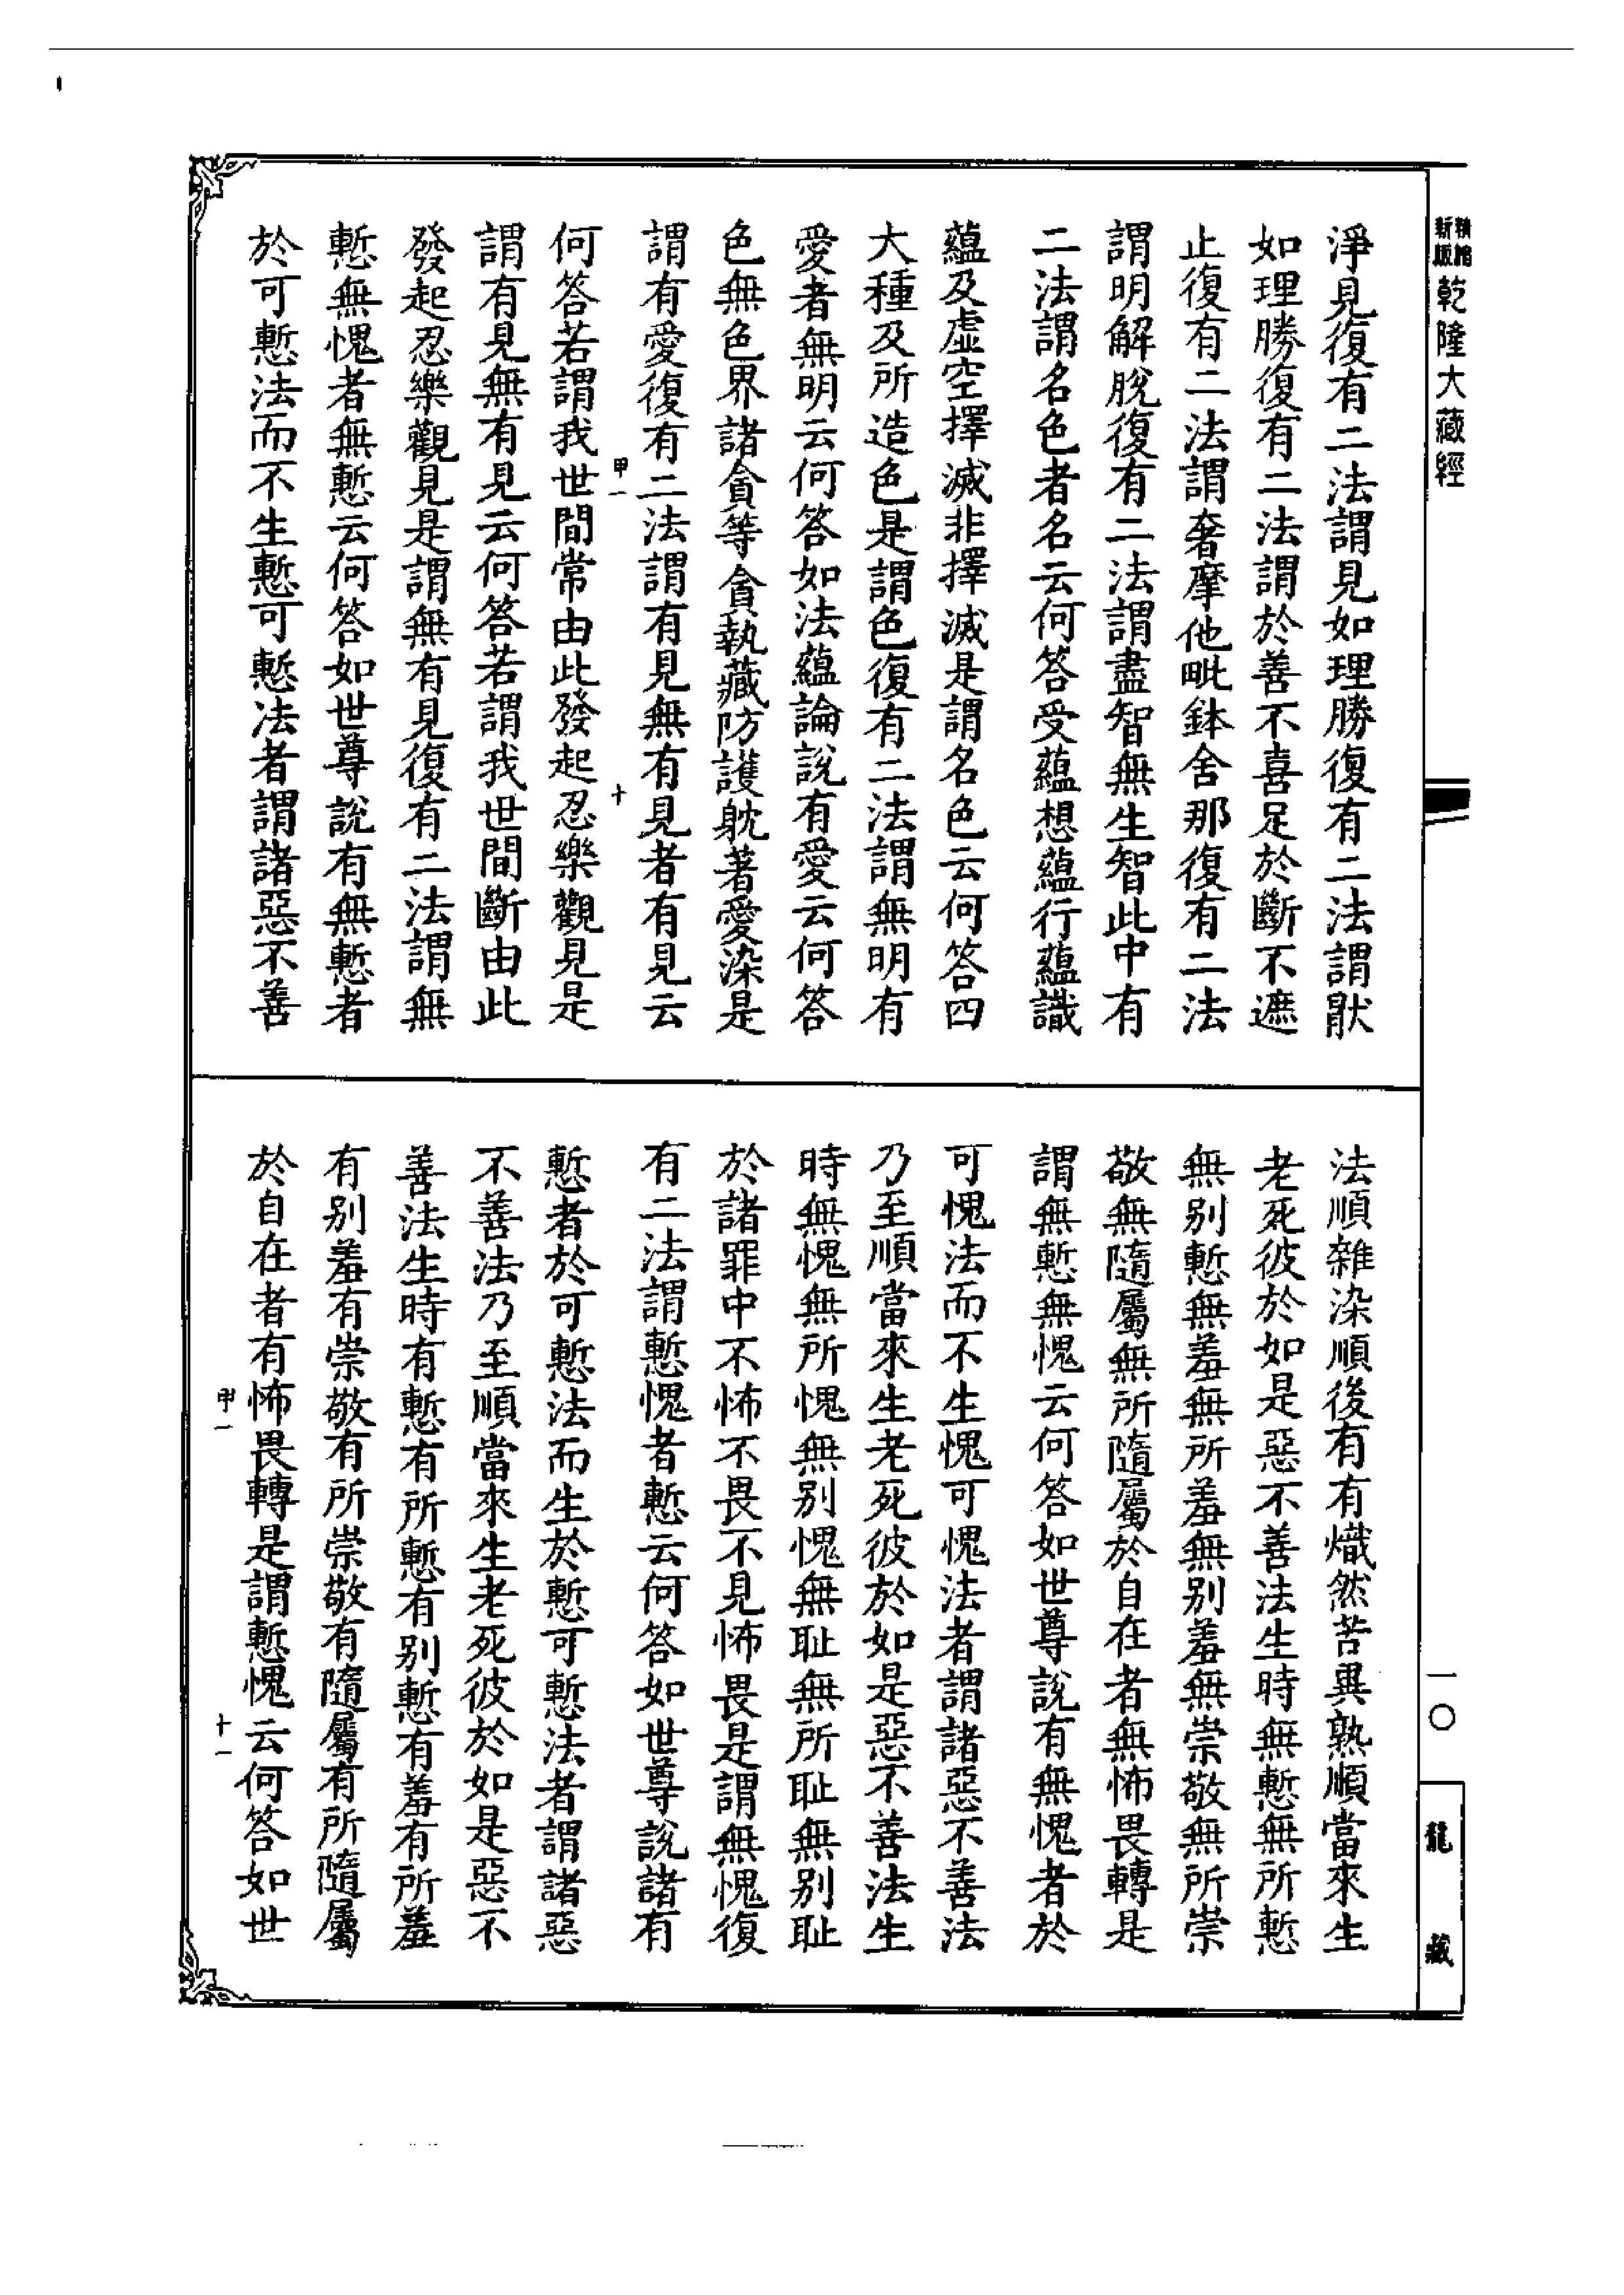 精縮新版乾隆大藏經
淨見復有二法謂見如理勝復有二法謂猒
如理勝復有二法謂於善不喜足於斷不遮
止復有二法謂奢摩他毗鉢舍那復有二法
謂明解脫復有二法謂盡智無生智此中有
二法謂名色者名云何答受蘊想蘊行蘊識
蘊及虛空擇滅非擇滅是謂名色云何答四
大種及所造色是謂色復有二法謂無明有
愛者無明云何答如法蘊論說有愛云何答
色無色界諸貪等貪執藏防護躭著愛染是
謂有愛復有二法謂有見無有見者有見云
甲一 十
何答若謂我世間常由此發起忍樂觀見是
謂有見無有見云何答若謂我世間斷由此
發起忍樂觀見是謂無有見復有二法謂無
慙無愧者無慙云何答如世尊說有無慙者
於可慙法而不生慙可慙法者謂諸惡不善
法順雜染順後有有熾然苦異熟順當來生
老死彼於如是惡不善法生時無慙無所慙
無別慙無羞無所羞無別羞無崇敬無所崇
敬無隨屬無所隨屬於自在者無怖畏轉是
謂無慙無愧云何答如世尊說有無愧者於
可愧法而不生愧可愧法者謂諸惡不善法
乃至順當來生老死彼於如是惡不善法生
時無愧無所愧無別愧無恥無所恥無別恥
於諸罪中不怖不畏不見怖畏是謂無愧復
有二法謂慙愧者慙云何答如世尊說諸有
慙者於可慙法而生於慙可慙法者謂諸惡
不善法乃至順當來生老死彼於如是惡不
善法生時有慙有所慙有別慙有羞有所羞
有別羞有崇敬有所崇敬有隨屬有所隨屬
於自在者有怖畏轉是謂慙愧云何答如世
甲一 十一
一〇
龍藏